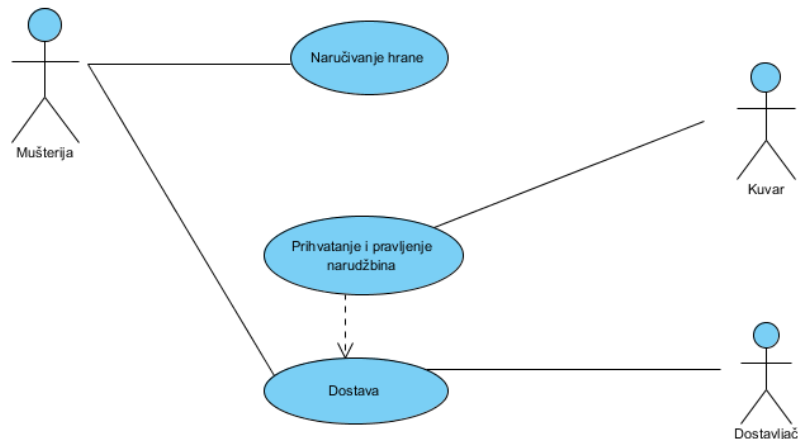 Naručivanje hrane
Mušterija
Kuvar
Prihvatanje i pravljenje
narudžbina
Dostava
Dostavljač